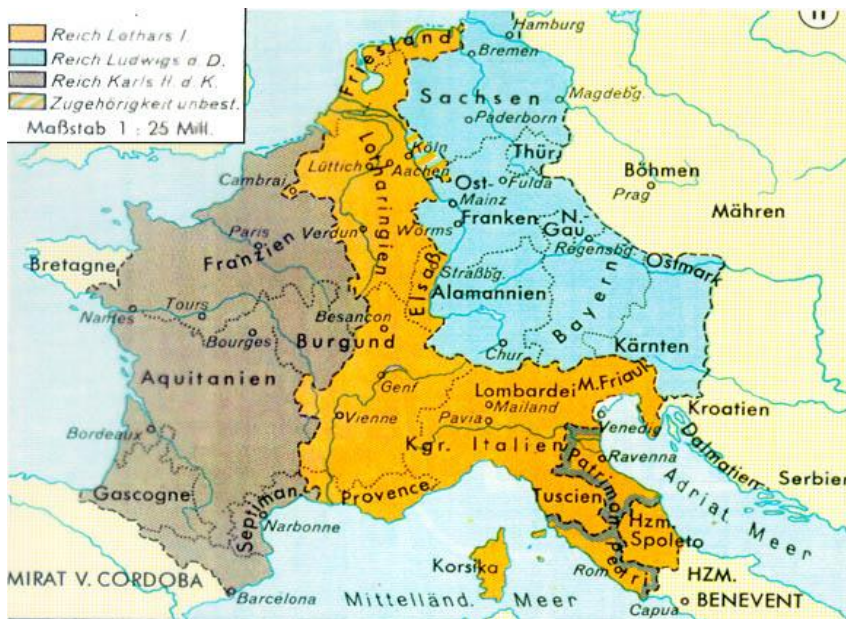 Reich Lothars I.
Reich Ludwigs d. D.
Reich Karls II. d. K.
Zugehörigkeit unbest.
Maßstab 1 : 25 Mill.
11
Hamburg
Friesland
Bremen
Sachsen
Magdebg.
Paderborn
Köln
Thür.
Lotharingien
Lüttich
Aachen
Böhmen
Cambrai
Ost-
Fulda
Prag
Mainz
Mähren
Franken
N.-
Gau
Paris
Verdun
Worms
Regensbg.
Franzien
Ostmark
Bretagne
Straßbg.
Elsaß
Alamannien
Bayern
Tours
Nantes
Besançon
Bourges
Burgund
Chur
Kärnten
Aquitanien
Genf
Lombardei
M. Friaul
Kroatien
Mailand
Vienne
Pavia
Venedig
Bordeaux
Kgr. Italien
Dalmatien
Ravenna
Serbien
Patrimon. Petri
Adriat. Meer
Gascogne
Provence
Tuscien
Septiman.
Narbonne
Hzm.
Spoleto
Korsika
Rom
MIRAT V. CORDOBA
HZM.
BENEVENT
Barcelona
Mittelländ. Meer
Capua